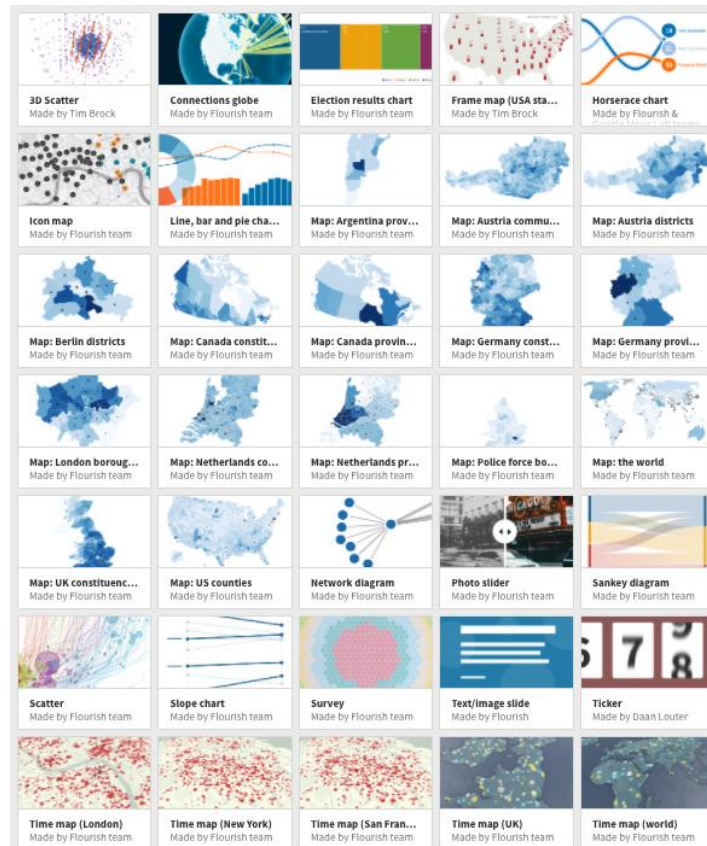 3D Scatter
Made by Tim Brock
Connections globe
Made by Flourish team
Election results chart
Made by Flourish team
Frame map (USA sta...
Made by Tim Brock
Horserace chart
Made by Flourish &
Icon map
Made by Flourish team
Line, bar and pie cha...
Made by Flourish team
Map: Argentina prov...
Made by Flourish team
Map: Austria commu...
Made by Flourish team
Map: Austria districts
Made by Flourish team
Map: Berlin districts
Made by Flourish team
Map: Canada constit...
Made by Flourish team
Map: Canada provin...
Made by Flourish team
Map: Germany const...
Made by Flourish team
Map: Germany provi...
Made by Flourish team
Map: London boroug...
Made by Flourish team
Map: Netherlands co...
Made by Flourish team
Map: Netherlands pr...
Made by Flourish team
Map: Police force bo...
Made by Flourish team
Map: the world
Made by Flourish team
Map: UK constituenc...
Made by Flourish team
Map: US counties
Made by Flourish team
Network diagram
Made by Flourish team
Photo slider
Made by Flourish team
Sankey diagram
Made by Flourish team
6 7 9 8
Scatter
Made by Flourish team
Slope chart
Made by Flourish team
Survey
Made by Flourish team
Text/image slide
Made by Flourish
Ticker
Made by Daan Louter
Time map (London)
Made by Flourish team
Time map (New York)
Made by Flourish team
Time map (San Fran...
Made by Flourish team
Time map (UK)
Made by Flourish team
Time map (world)
Made by Flourish team